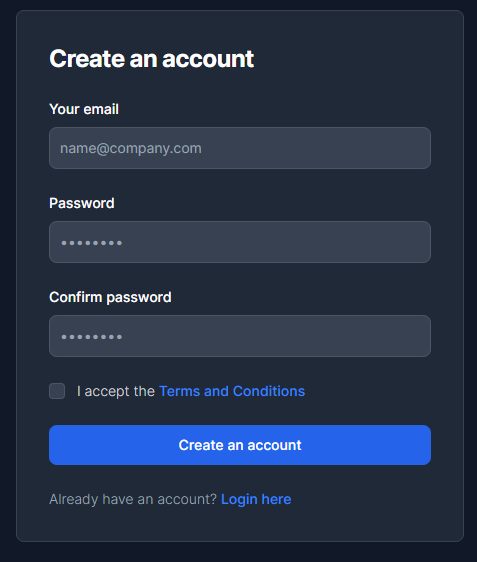 Create an account
Your email
name@company.com
Password
••••••••
Confirm password
••••••••
I accept the Terms and Conditions
Create an account
Already have an account? Login here